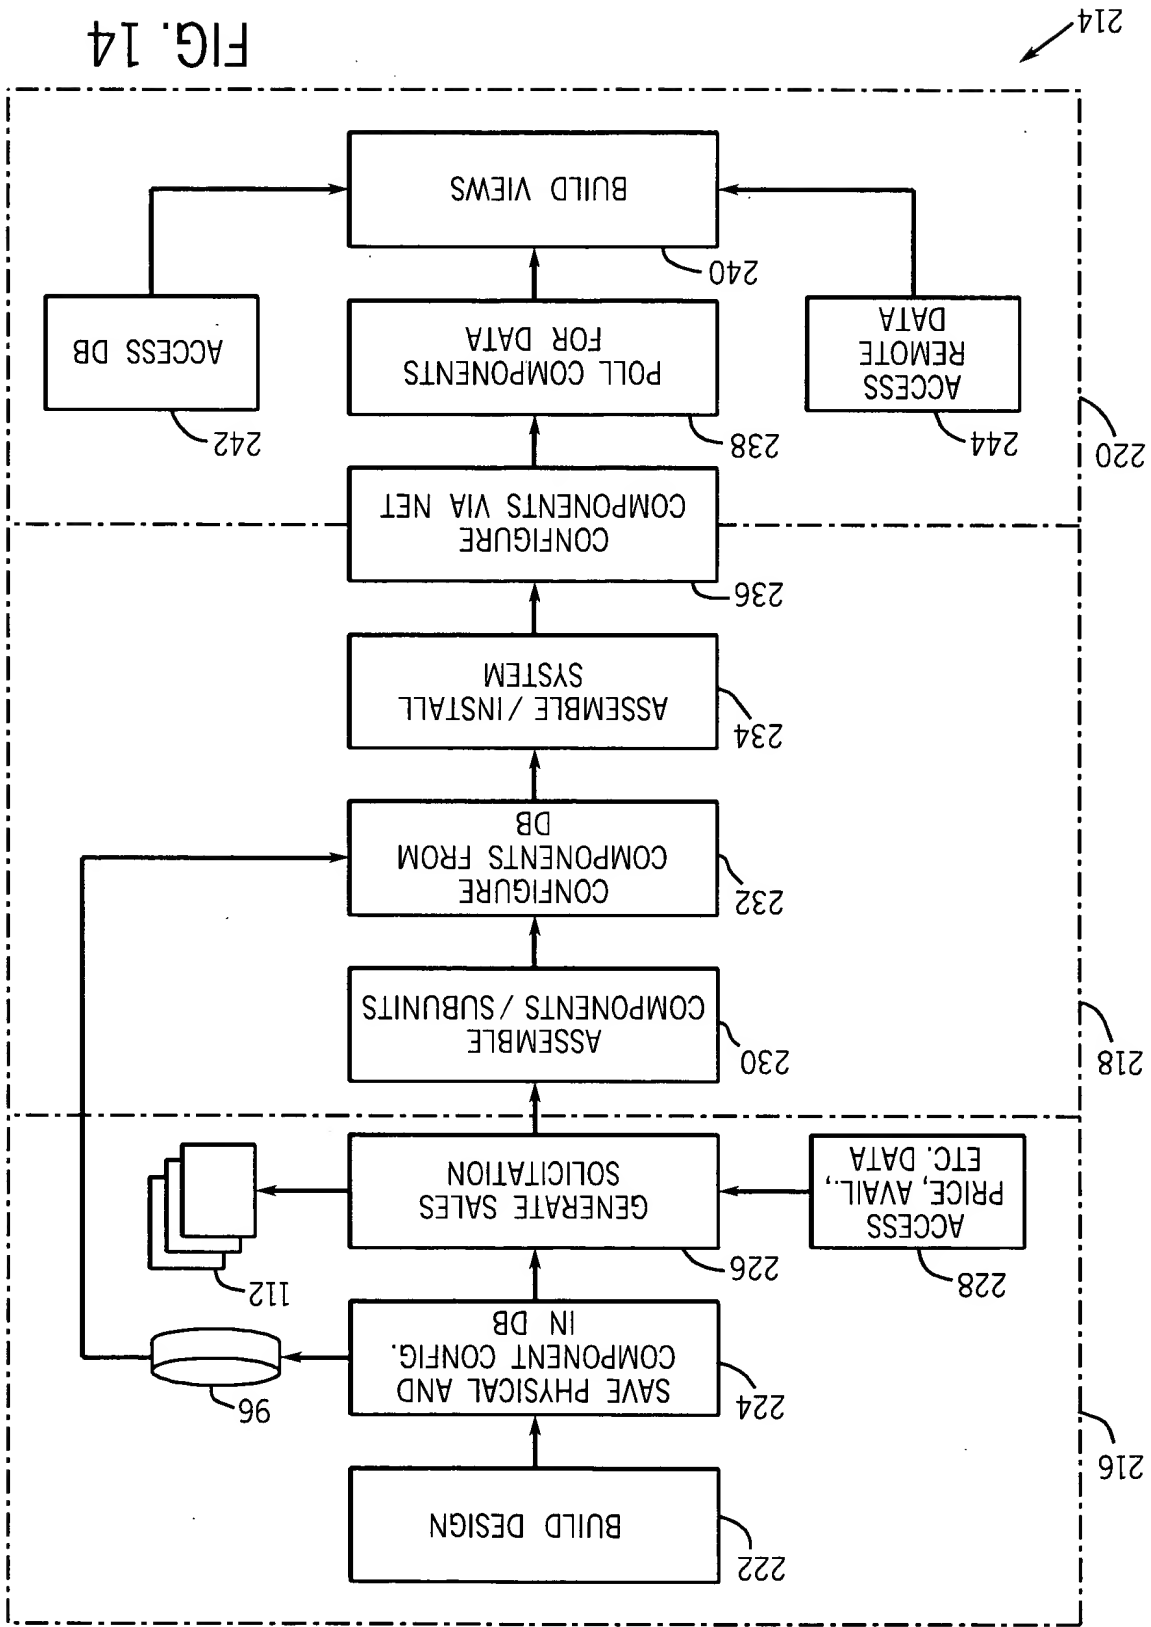 214
216
222
BUILD DESIGN
224
SAVE PHYSICAL AND
COMPONENT CONFIG.
IN DB
96
228
ACCESS
PRICE, AVAIL.,
ETC. DATA
226
GENERATE SALES
SOLICITATION
112
218
230
ASSEMBLE
COMPONENTS / SUBUNITS
232
CONFIGURE
COMPONENTS FROM
DB
234
ASSEMBLE / INSTALL
SYSTEM
236
CONFIGURE
COMPONENTS VIA NET
220
244
ACCESS
REMOTE
DATA
238
POLL COMPONENTS
FOR DATA
242
ACCESS DB
240
BUILD VIEWS
FIG. 14